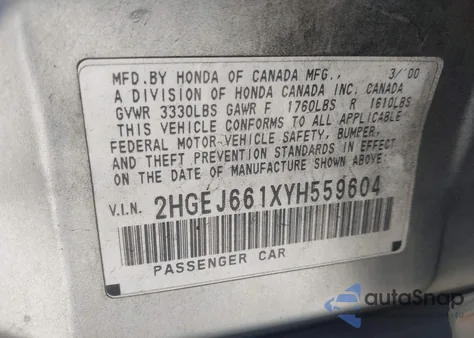 MFD.BY HONDA OF CANADA MFG., 3/'00
A DIVISION OF HONDA CANADA INC. CANADA
GVWR 3330LBS GAWR F 1760LBS R 1610LBS
THIS VEHICLE CONFORMS TO ALL APPLICABLE
FEDERAL MOTOR VEHICLE SAFETY, BUMPER,
AND THEFT PREVENTION STANDARDS IN EFFECT
ON THE DATE OF MANUFACTURE SHOWN ABOVE.
V.I.N. 2HGEJ661XYH559604
PASSENGER CAR
autoSnap